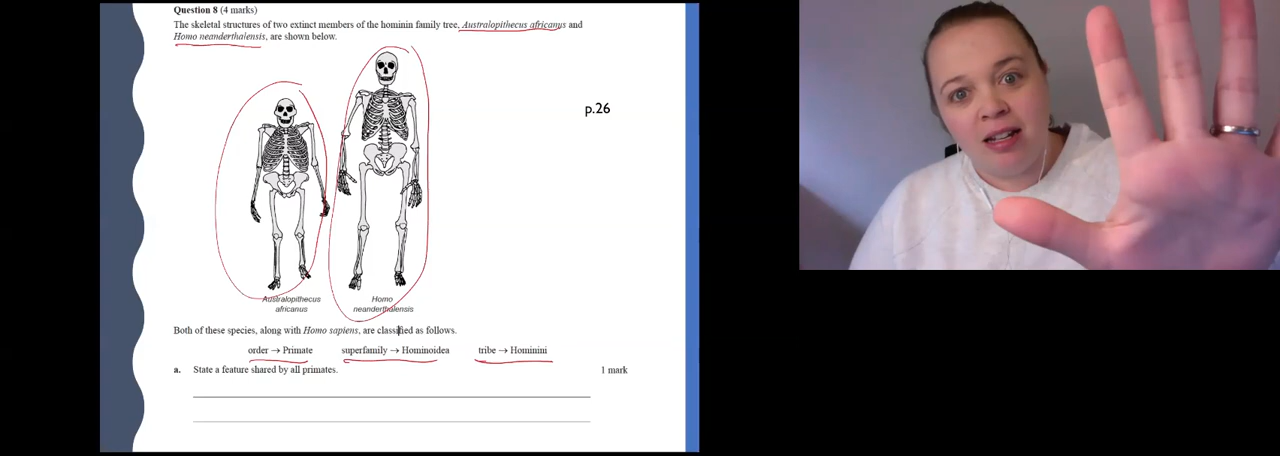 Question 8 (4 marks)
The skeletal structures of two extinct members of the hominin family tree, Australopithecus africanus and
Homo neanderthalensis, are shown below.
p.26
Australopithecus
africanus
Homo
neanderthalensis
Both of these species, along with Homo sapiens, are classified as follows.
order → Primate superfamily → Hominoidea tribe → Hominini
a. State a feature shared by all primates. 1 mark